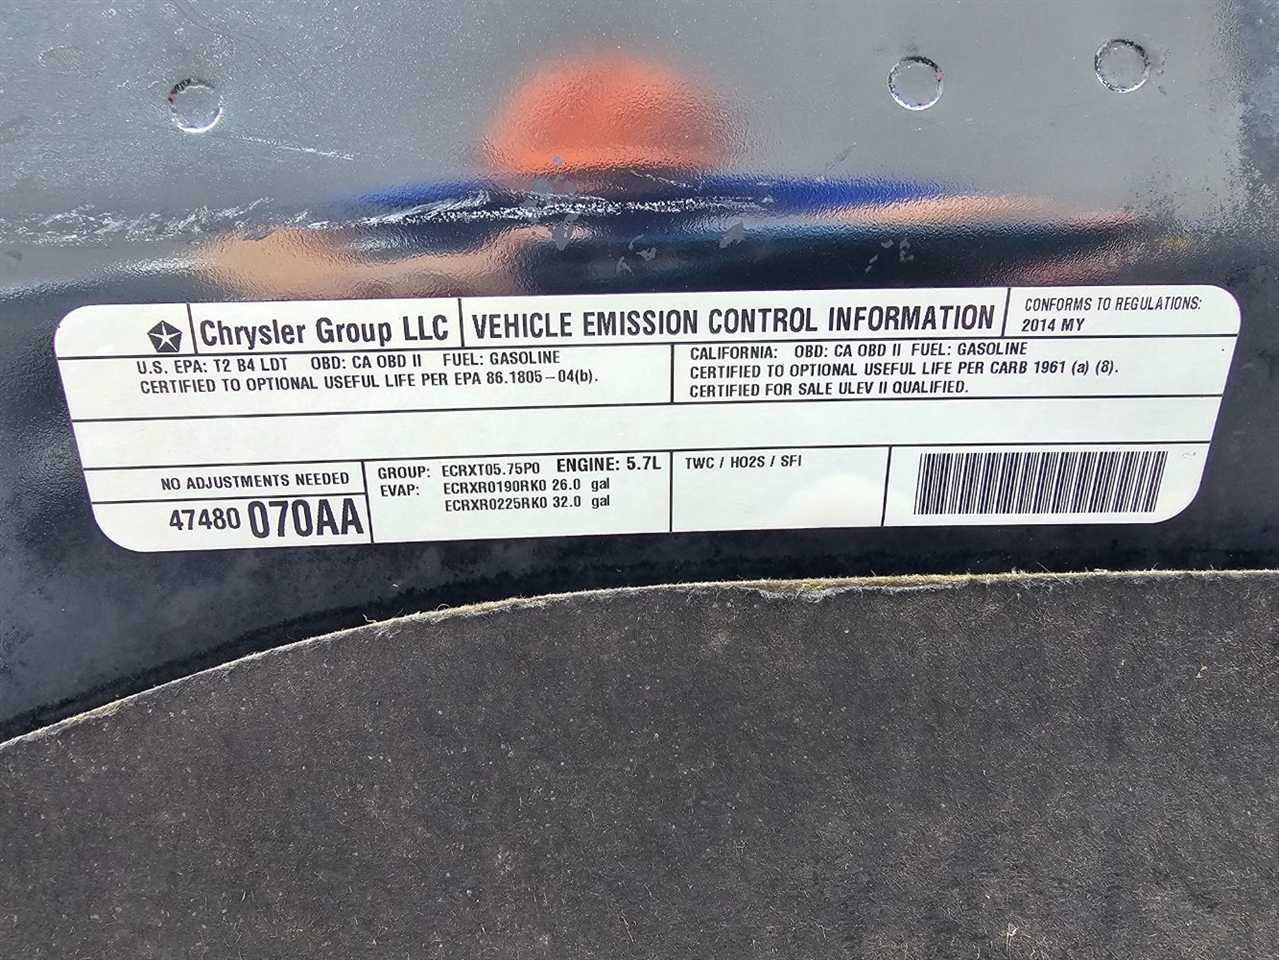 Chrysler Group LLC
VEHICLE EMISSION CONTROL INFORMATION
CONFORMS TO REGULATIONS:
2014 MY
U.S. EPA: T2 B4 LDT OBD: CA OBD II FUEL: GASOLINE
CERTIFIED TO OPTIONAL USEFUL LIFE PER EPA 86.1805-04(b).
CALIFORNIA: OBD: CA OBD II FUEL: GASOLINE
CERTIFIED TO OPTIONAL USEFUL LIFE PER CARB 1961 (a) (8).
CERTIFIED FOR SALE ULEV II QUALIFIED.
NO ADJUSTMENTS NEEDED
47480 070AA
GROUP: ECRXT05.75P0 ENGINE: 5.7L
EVAP: ECRXR0190RK0 26.0 gal
ECRXR0225RK0 32.0 gal
TWC / HO2S / SFI